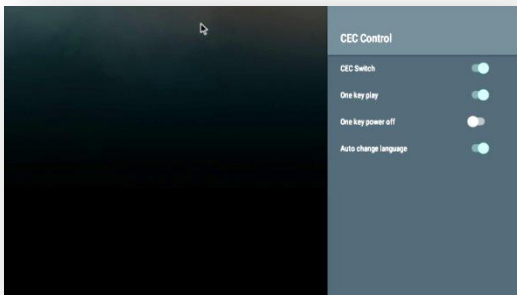 CEC Control
CEC Switch
One key play
One key power off
Auto change language